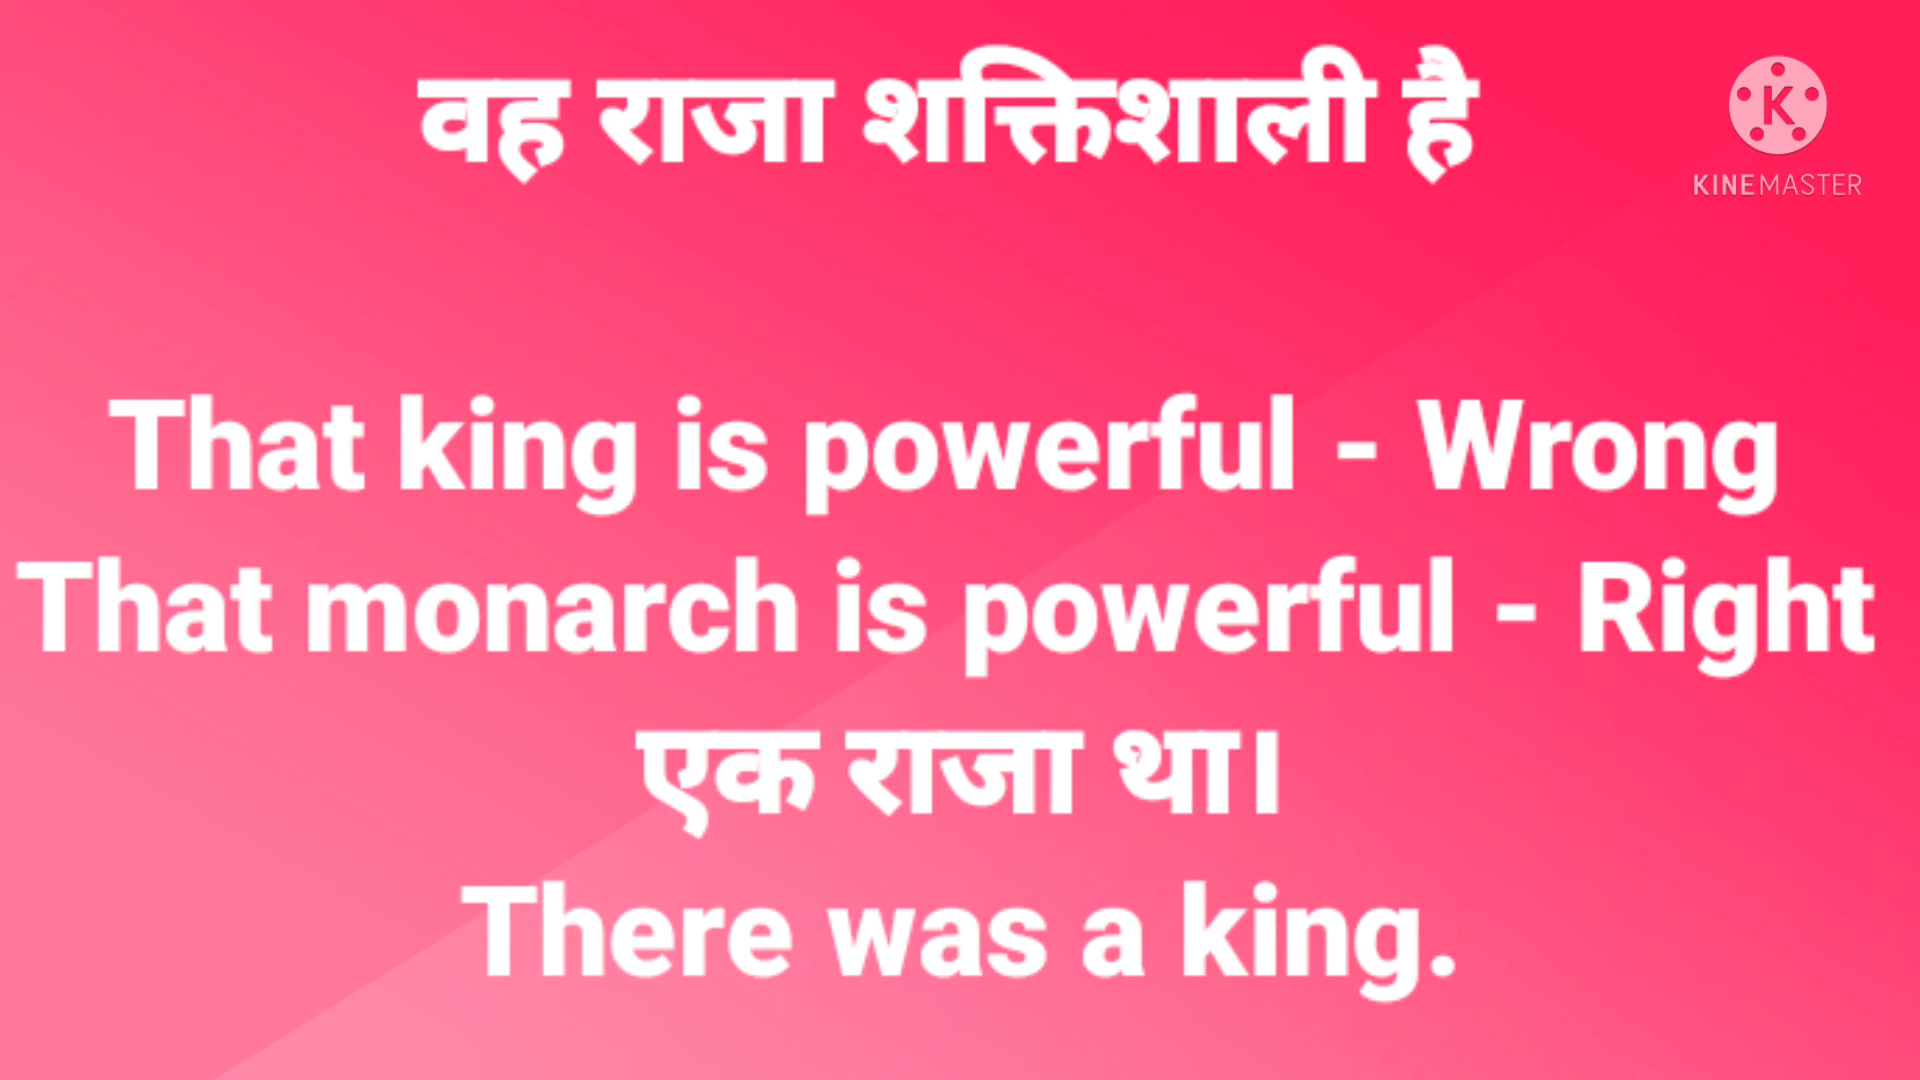 वह राजा शक्तिशाली है
K
KINEMASTER
That king is powerful - Wrong
That monarch is powerful - Right
एक राजा था।
There was a king.